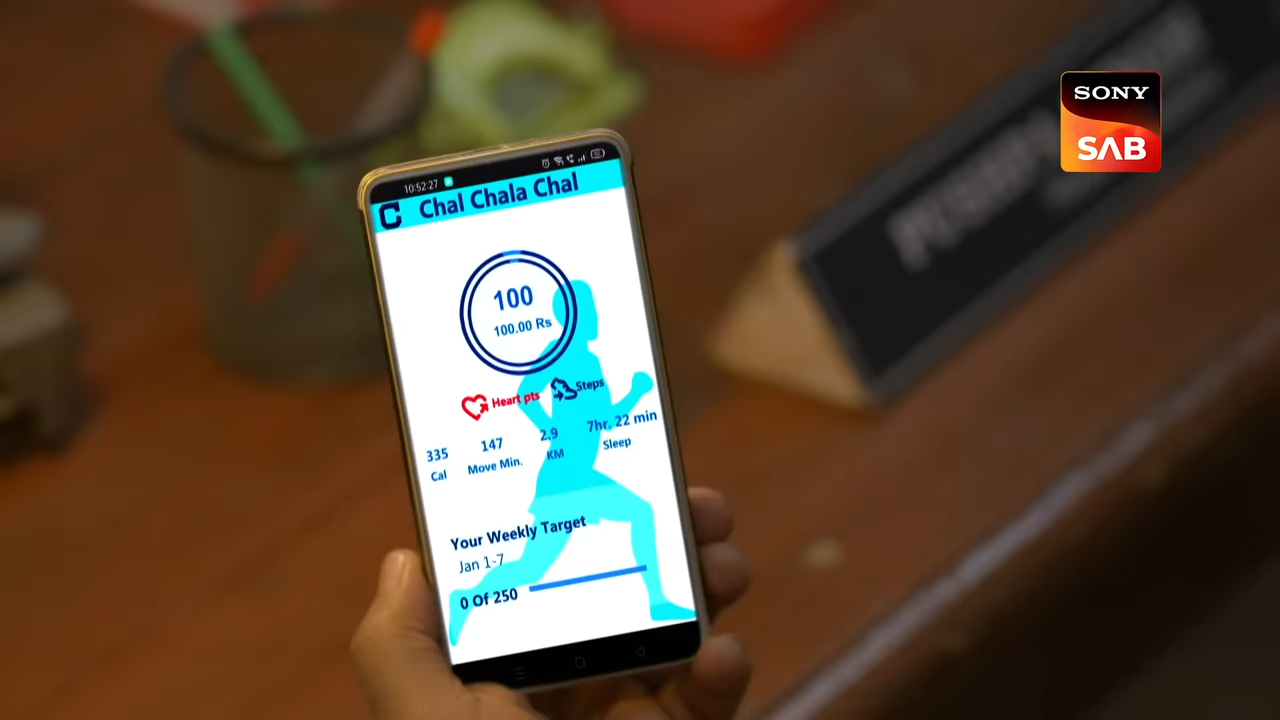 SONY
SAB
10:52:27
C Chal Chala Chal
100
100.00 Rs
Heart pts
Steps
335
147
2.9
7hr. 22 min
Cal
Move Min.
KM
Sleep
Your Weekly Target
Jan 1-7
0 Of 250